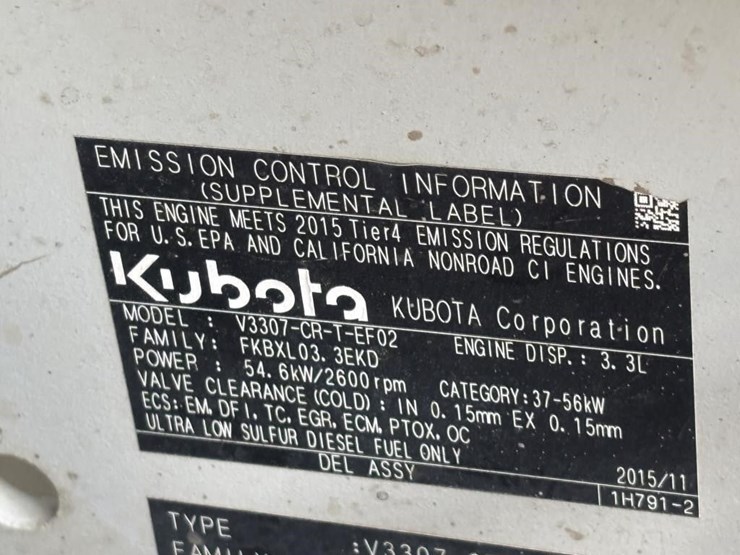 EMISSION CONTROL INFORMATION
(SUPPLEMENTAL LABEL)
THIS ENGINE MEETS 2015 Tier4 EMISSION REGULATIONS
FOR U.S.EPA AND CALIFORNIA NONROAD CI ENGINES.
Kubota KUBOTA Corporation
MODEL : V3307-CR-T-EF02 ENGINE DISP.: 3.3L
FAMILY: FKBXL03.3EKD
POWER : 54.6kW/2600rpm CATEGORY:37-56kW
VALVE CLEARANCE (COLD) : IN 0.15mm EX 0.15mm
ECS: EM, DFI, TC, EGR, ECM, PTOX, OC
ULTRA LOW SULFUR DIESEL FUEL ONLY
DEL ASSY 2015/11
1H791-2
TYPE :V3307